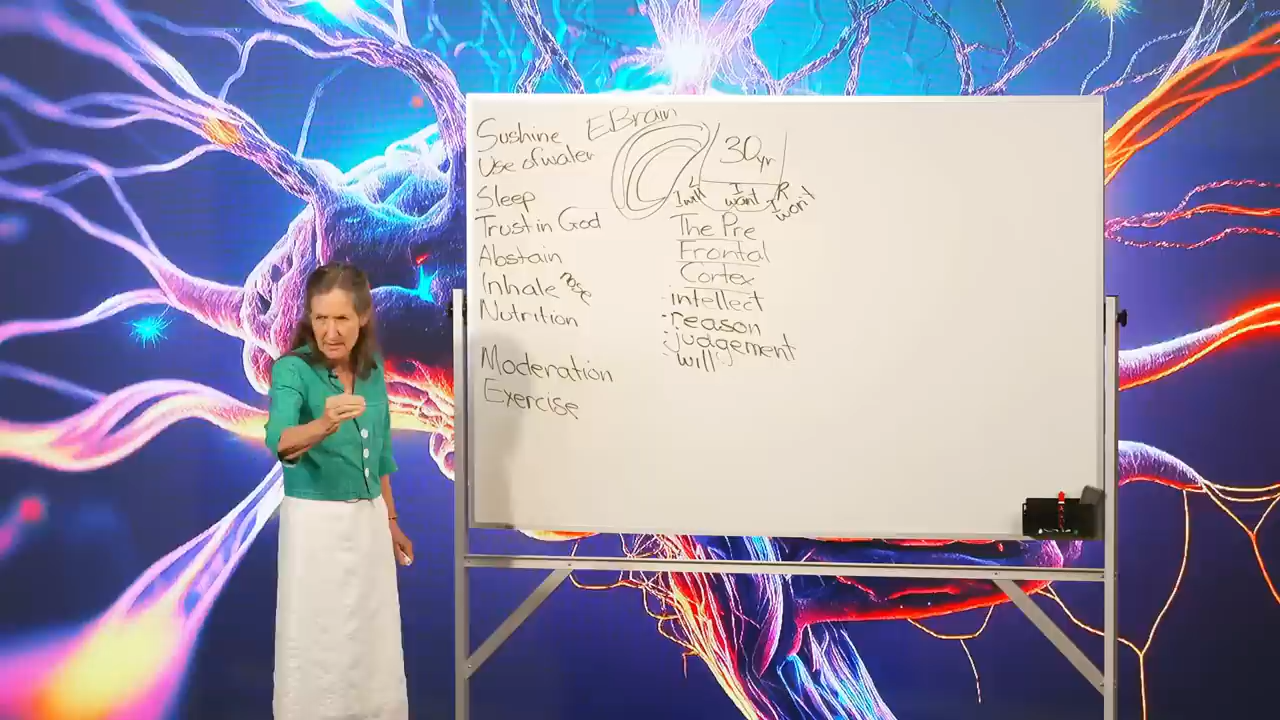 Sushine
Use of water
Sleep
Trust in God
Abstain
Inhale nose
Nutrition
Moderation
Exercise
EBrain
30yr
L R
I will I want I won't
The Pre
Frontal
Cortex
· intellect
· reason
· judgement
· will